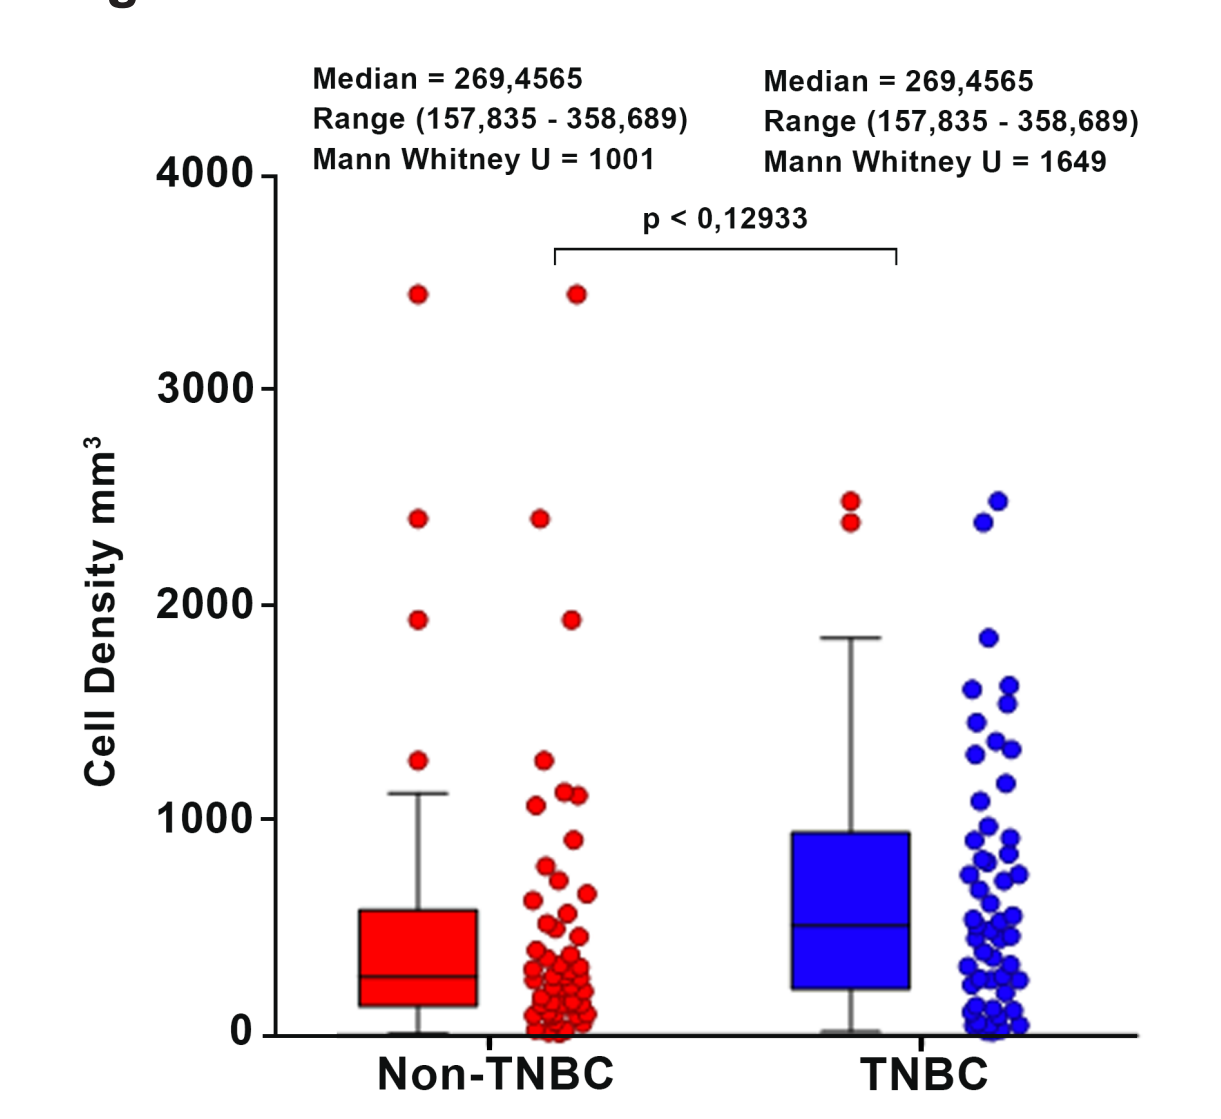 Median = 269,4565
Range (157,835 - 358,689)
Mann Whitney U = 1001
Median = 269,4565
Range (157,835 - 358,689)
Mann Whitney U = 1649
p < 0,12933
4000
3000
2000
1000
0
Cell Density mm³
Non-TNBC
TNBC